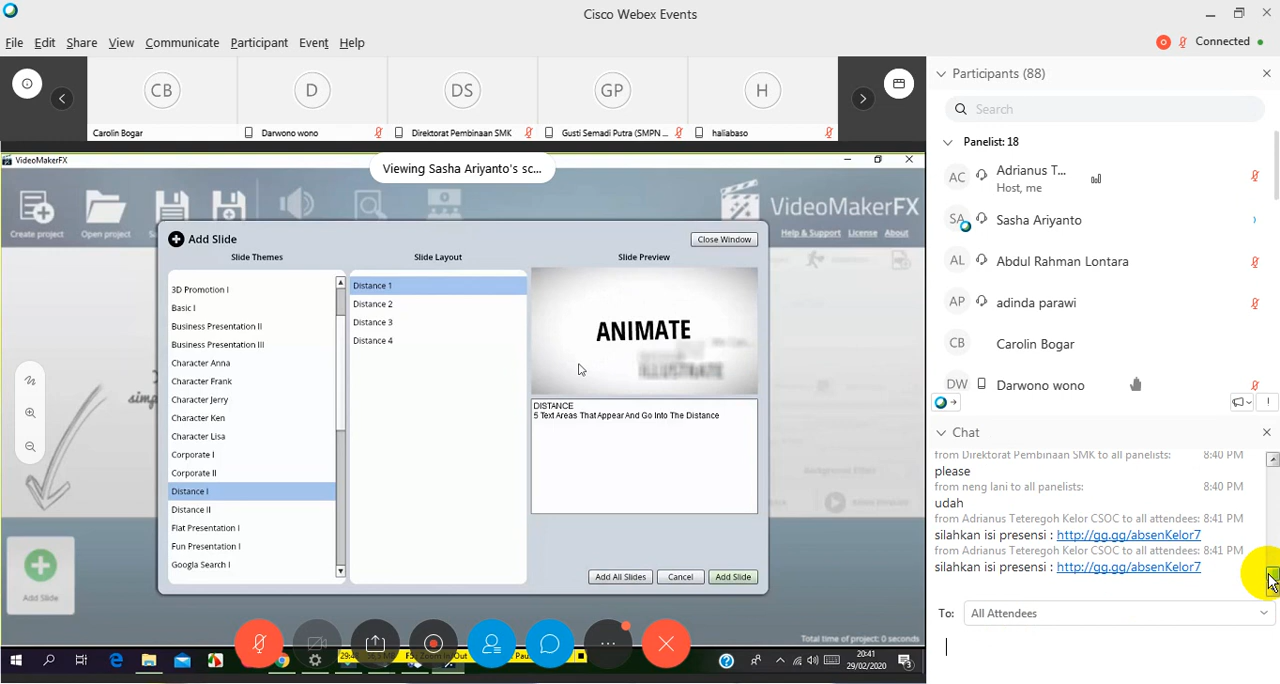 Cisco Webex Events
File Edit Share View Communicate Participant Event Help
Connected
CB
D
DS
GP
H
Carolin Bogar
Darwono wono
Direktorat Pembinaan SMK
Gusti Semadi Putra (SMPN ...
haliabaso
VideoMakerFX
Viewing Sasha Ariyanto's sc...
Create project
Open project
VideoMakerFX
Help & Support License About
Add Slide
Close Window
Slide Themes
Slide Layout
Slide Preview
3D Promotion I
Basic I
Business Presentation II
Business Presentation III
Character Anna
Character Frank
Character Jerry
Character Ken
Character Lisa
Corporate I
Corporate II
Distance I
Distance II
Flat Presentation I
Fun Presentation I
Googla Search I
Distance 1
Distance 2
Distance 3
Distance 4
ANIMATE
ILLUSTRATE
DISTANCE
5 Text Areas That Appear And Go Into The Distance
Add All Slides
Cancel
Add Slide
Add Slide
Total time of project: 0 seconds
20:41
29/02/2020
Participants (88)
Search
Panelist: 18
AC
Adrianus T...
Host, me
SA
Sasha Ariyanto
AL
Abdul Rahman Lontara
AP
adinda parawi
CB
Carolin Bogar
DW
Darwono wono
Chat
from Direktorat Pembinaan SMK to all panelists: 8:40 PM
please
from neng lani to all panelists: 8:40 PM
udah
from Adrianus Teteregoh Kelor CSOC to all attendees: 8:41 PM
silahkan isi presensi : http://gg.gg/absenKelor7
from Adrianus Teteregoh Kelor CSOC to all attendees: 8:41 PM
silahkan isi presensi : http://gg.gg/absenKelor7
To: All Attendees